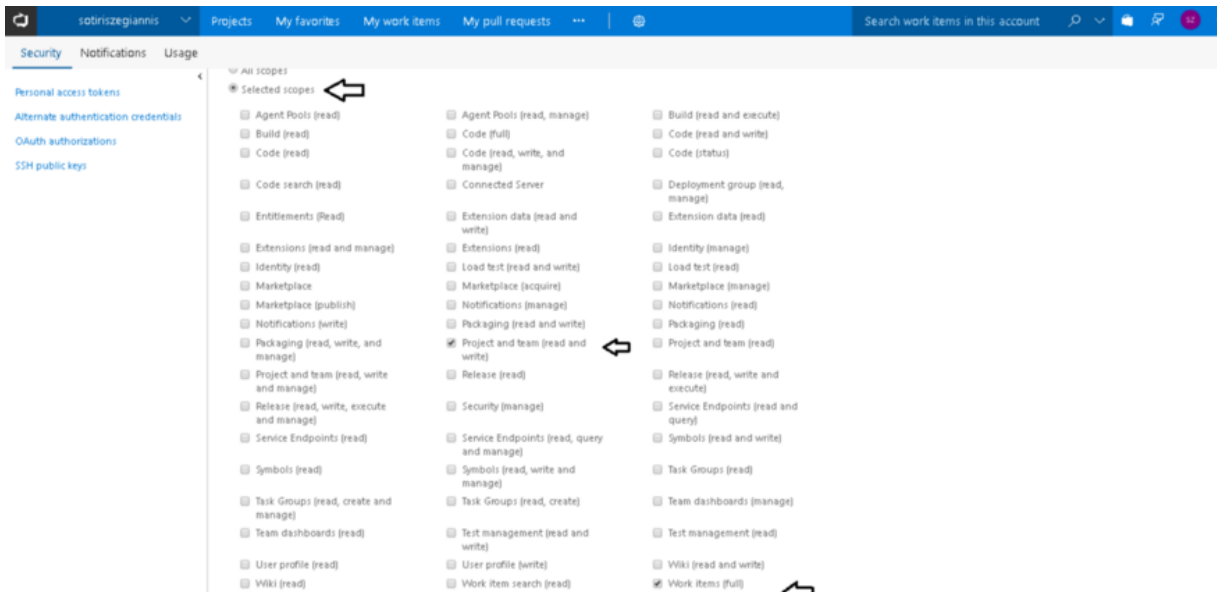 sotiriszegiannis Projects My favorites My work items My pull requests ••• Search work items in this account SZ
Security Notifications Usage
All scopes
Selected scopes
Personal access tokens
Alternate authentication credentials
OAuth authorizations
SSH public keys
Agent Pools (read) Agent Pools (read, manage) Build (read and execute)
Build (read) Code (full) Code (read and write)
Code (read) Code (read, write, and Code (status)
manage)
Code search (read) Connected Server Deployment group (read,
manage)
Entitlements (Read) Extension data (read and Extension data (read)
write)
Extensions (read and manage) Extensions (read) Identity (manage)
Identity (read) Load test (read and write) Load test (read)
Marketplace Marketplace (acquire) Marketplace (manage)
Marketplace (publish) Notifications (manage) Notifications (read)
Notifications (write) Packaging (read and write) Packaging (read)
Packaging (read, write, and Project and team (read and Project and team (read)
manage) write)
Project and team (read, write Release (read) Release (read, write and
and manage) execute)
Release (read, write, execute Security (manage) Service Endpoints (read and
and manage) query)
Service Endpoints (read) Service Endpoints (read, query Symbols (read and write)
and manage)
Symbols (read) Symbols (read, write and Task Groups (read)
manage)
Task Groups (read, create and Task Groups (read, create) Team dashboards (manage)
manage)
Team dashboards (read) Test management (read and Test management (read)
write)
User profile (read) User profile (write) Wiki (read and write)
Wiki (read) Work item search (read) Work items (full)